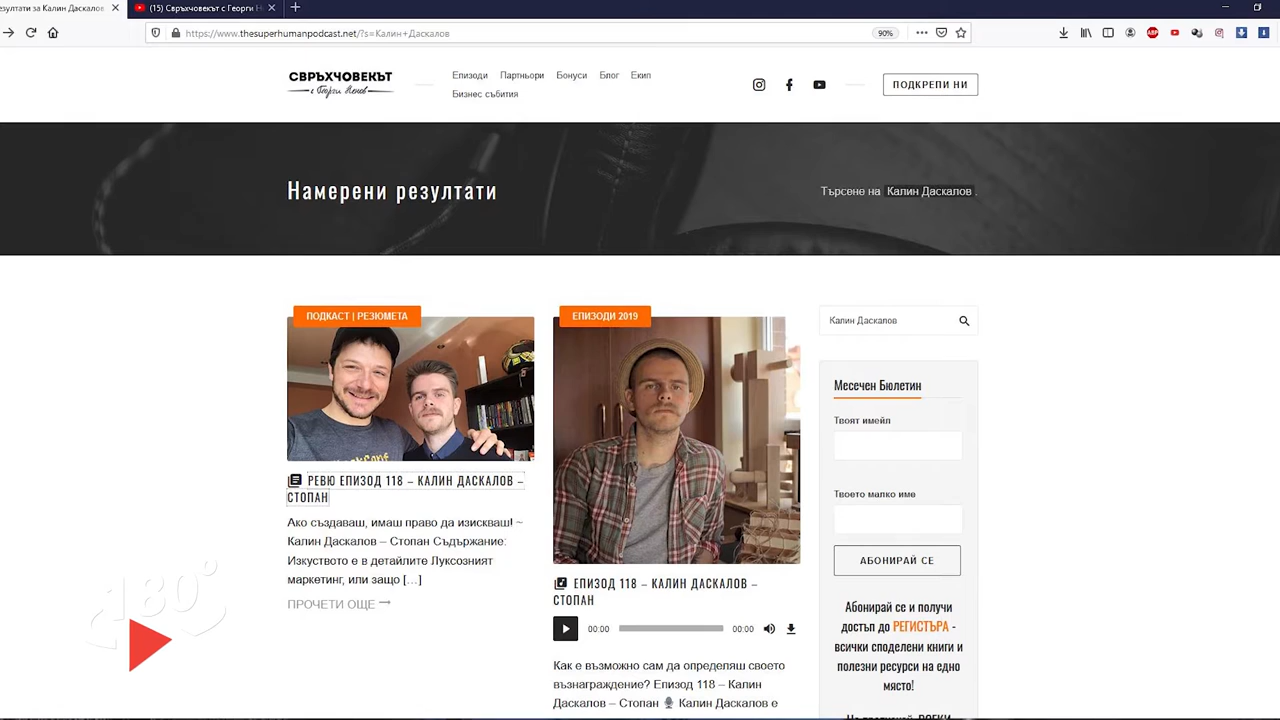 езултати за Калин Даскалов
(15) Свръхчовекът с Георги Н
https://www.thesuperhumanpodcast.net/?s=Калин+Даскалов
90%
ABP
СВРЪХЧОВЕКЪТ
с Георги Ненов
Епизоди
Партньори
Бонуси
Блог
Екип
Бизнес събития
ПОДКРЕПИ НИ
Намерени резултати
Търсене на Калин Даскалов .
ПОДКАСТ | РЕЗЮМЕТА
РЕВЮ ЕПИЗОД 118 – КАЛИН ДАСКАЛОВ –
СТОПАН
Ако създаваш, имаш право да изискваш! ~
Калин Даскалов – Стопан Съдържание:
Изкуството е в детайлите Луксозният
маркетинг, или защо […]
ПРОЧЕТИ ОЩЕ
ЕПИЗОДИ 2019
ЕПИЗОД 118 – КАЛИН ДАСКАЛОВ –
СТОПАН
00:00
00:00
Как е възможно сам да определяш своето
възнаграждение? Епизод 118 – Калин
Даскалов – Стопан Калин Даскалов е
Калин Даскалов
Месечен Бюлетин
Твоят имейл
Твоето малко име
АБОНИРАЙ СЕ
Абонирай се и получи
достъп до РЕГИСТЪРА -
всички споделени книги и
полезни ресурси на едно
място!
180°